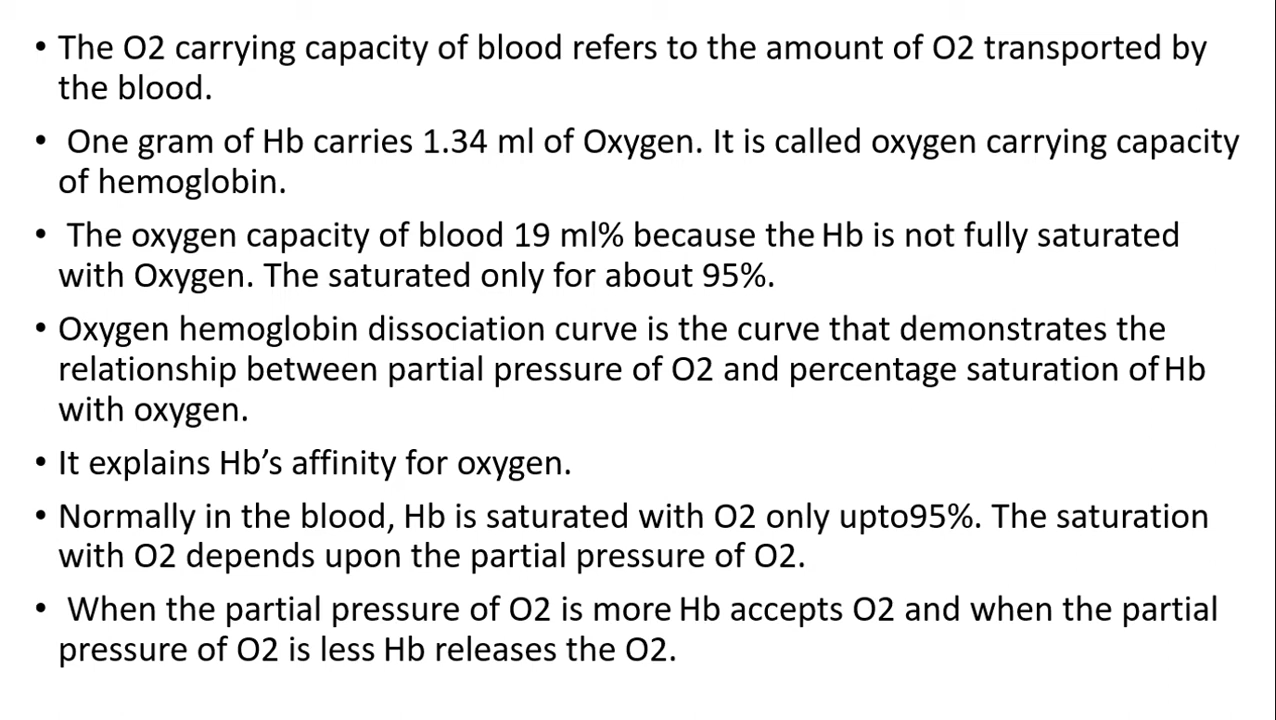 • The O2 carrying capacity of blood refers to the amount of O2 transported by
the blood.
• One gram of Hb carries 1.34 ml of Oxygen. It is called oxygen carrying capacity
of hemoglobin.
• The oxygen capacity of blood 19 ml% because the Hb is not fully saturated
with Oxygen. The saturated only for about 95%.
• Oxygen hemoglobin dissociation curve is the curve that demonstrates the
relationship between partial pressure of O2 and percentage saturation of Hb
with oxygen.
• It explains Hb’s affinity for oxygen.
• Normally in the blood, Hb is saturated with O2 only upto95%. The saturation
with O2 depends upon the partial pressure of O2.
• When the partial pressure of O2 is more Hb accepts O2 and when the partial
pressure of O2 is less Hb releases the O2.